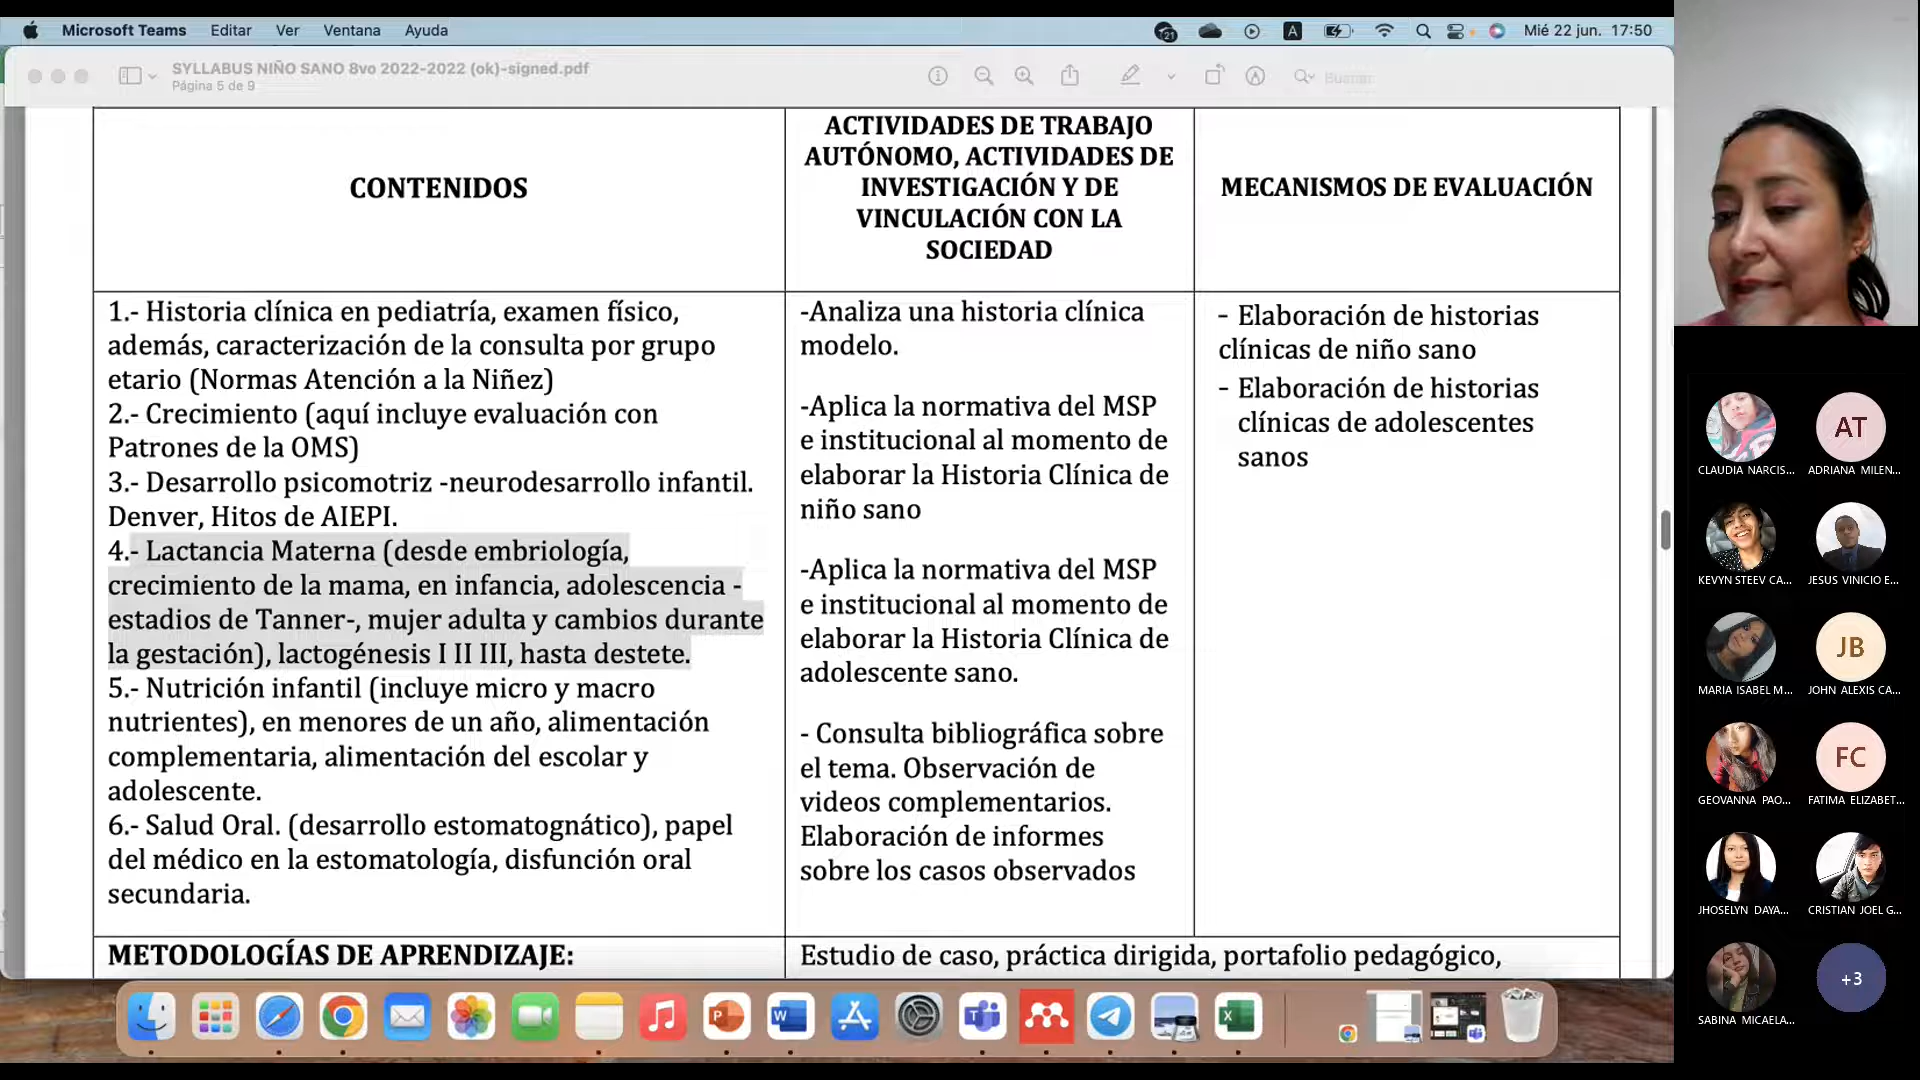 Microsoft Teams Editar Ver Ventana Ayuda
21
A
Mié 22 jun. 17:50
SYLLABUS NIÑO SANO 8vo 2022-2022 (ok)-signed.pdf
Página 5 de 9
Buscar
CONTENIDOS
ACTIVIDADES DE TRABAJO
AUTÓNOMO, ACTIVIDADES DE
INVESTIGACIÓN Y DE
VINCULACIÓN CON LA
SOCIEDAD
MECANISMOS DE EVALUACIÓN
1.- Historia clínica en pediatría, examen físico,
además, caracterización de la consulta por grupo
etario (Normas Atención a la Niñez)
2.- Crecimiento (aquí incluye evaluación con
Patrones de la OMS)
3.- Desarrollo psicomotriz -neurodesarrollo infantil.
Denver, Hitos de AIEPI.
4.- Lactancia Materna (desde embriología,
crecimiento de la mama, en infancia, adolescencia -
estadios de Tanner-, mujer adulta y cambios durante
la gestación), lactogénesis I II III, hasta destete.
5.- Nutrición infantil (incluye micro y macro
nutrientes), en menores de un año, alimentación
complementaria, alimentación del escolar y
adolescente.
6.- Salud Oral. (desarrollo estomatognático), papel
del médico en la estomatología, disfunción oral
secundaria.
-Analiza una historia clínica
modelo.
-Aplica la normativa del MSP
e institucional al momento de
elaborar la Historia Clínica de
niño sano
-Aplica la normativa del MSP
e institucional al momento de
elaborar la Historia Clínica de
adolescente sano.
- Consulta bibliográfica sobre
el tema. Observación de
videos complementarios.
Elaboración de informes
sobre los casos observados
- Elaboración de historias
clínicas de niño sano
- Elaboración de historias
clínicas de adolescentes
sanos
METODOLOGÍAS DE APRENDIZAJE:
Estudio de caso, práctica dirigida, portafolio pedagógico,
AT
CLAUDIA NARCIS...
ADRIANA MILEN...
KEVYN STEEV CA...
JESUS VINICIO E...
JB
MARIA ISABEL M...
JOHN ALEXIS CA...
FC
GEOVANNA PAO...
FATIMA ELIZABET...
JHOSELYN DAYA...
CRISTIAN JOEL G...
+3
SABINA MICAELA...